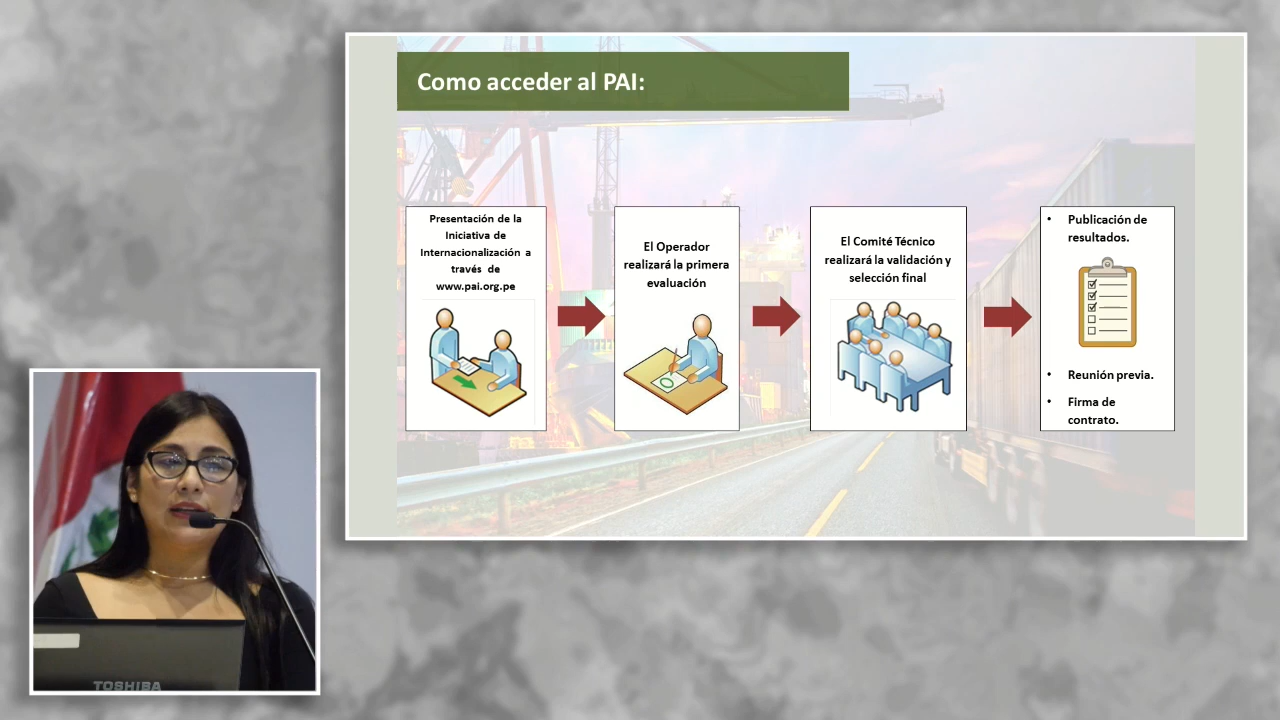 Como acceder al PAI:
Presentación de la
Iniciativa de
Internacionalización a
través de
www.pai.org.pe
El Operador
realizará la primera
evaluación
El Comité Técnico
realizará la validación y
selección final
• Publicación de
resultados.
• Reunión previa.
• Firma de
contrato.
TOSHIBA